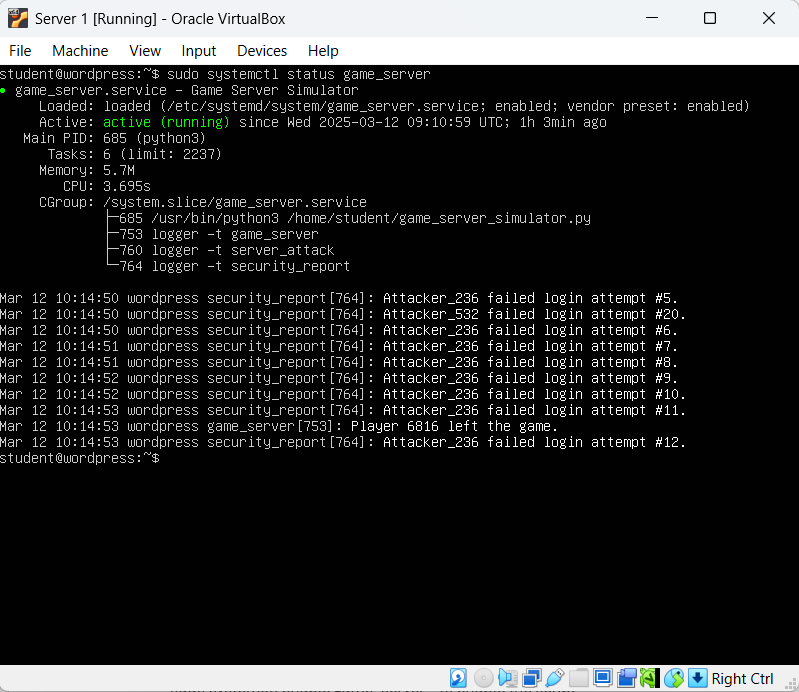 Server 1 [Running] - Oracle VirtualBox
File Machine View Input Devices Help
student@wordpress:~$ sudo systemctl status game_server
● game_server.service - Game Server Simulator
Loaded: loaded (/etc/systemd/system/game_server.service; enabled; vendor preset: enabled)
Active: active (running) since Wed 2025-03-12 09:10:59 UTC; 1h 3min ago
Main PID: 685 (python3)
Tasks: 6 (limit: 2237)
Memory: 5.7M
CPU: 3.695s
CGroup: /system.slice/game_server.service
├─685 /usr/bin/python3 /home/student/game_server_simulator.py
├─753 logger -t game_server
├─760 logger -t server_attack
└─764 logger -t security_report
Mar 12 10:14:50 wordpress security_report[764]: Attacker_236 failed login attempt #5.
Mar 12 10:14:50 wordpress security_report[764]: Attacker_532 failed login attempt #20.
Mar 12 10:14:50 wordpress security_report[764]: Attacker_236 failed login attempt #6.
Mar 12 10:14:51 wordpress security_report[764]: Attacker_236 failed login attempt #7.
Mar 12 10:14:51 wordpress security_report[764]: Attacker_236 failed login attempt #8.
Mar 12 10:14:52 wordpress security_report[764]: Attacker_236 failed login attempt #9.
Mar 12 10:14:52 wordpress security_report[764]: Attacker_236 failed login attempt #10.
Mar 12 10:14:53 wordpress security_report[764]: Attacker_236 failed login attempt #11.
Mar 12 10:14:53 wordpress game_server[753]: Player 6816 left the game.
Mar 12 10:14:53 wordpress security_report[764]: Attacker_236 failed login attempt #12.
student@wordpress:~$
Right Ctrl